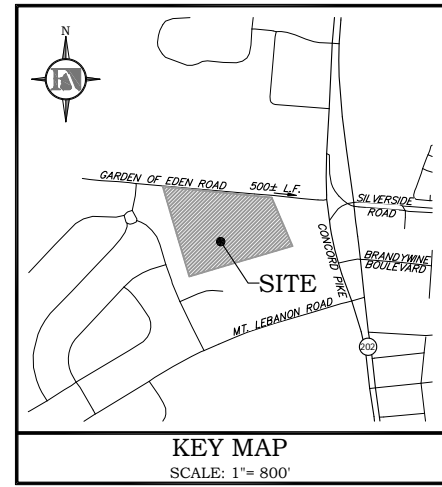 N
GARDEN OF EDEN ROAD
500± L.F.
SILVERSIDE
ROAD
CONCORD PIKE
BRANDYWINE
BOULEVARD
SITE
MT. LEBANON ROAD
202
KEY MAP
SCALE: 1"= 800'